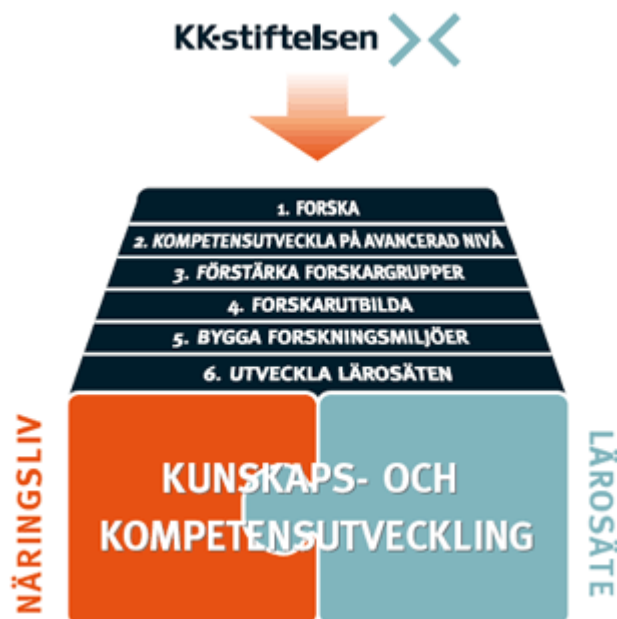 KK-stiftelsen
1. FORSKA
2. KOMPETENSUTVECKLA PÅ AVANCERAD NIVÅ
3. FÖRSTÄRKA FORSKARGRUPPER
4. FORSKARUTBILDA
5. BYGGA FORSKNINGSMILJÖER
6. UTVECKLA LÄROSÄTEN
NÄRINGSLIV
KUNSKAPS- OCH
KOMPETENSUTVECKLING
LÄROSÄTE